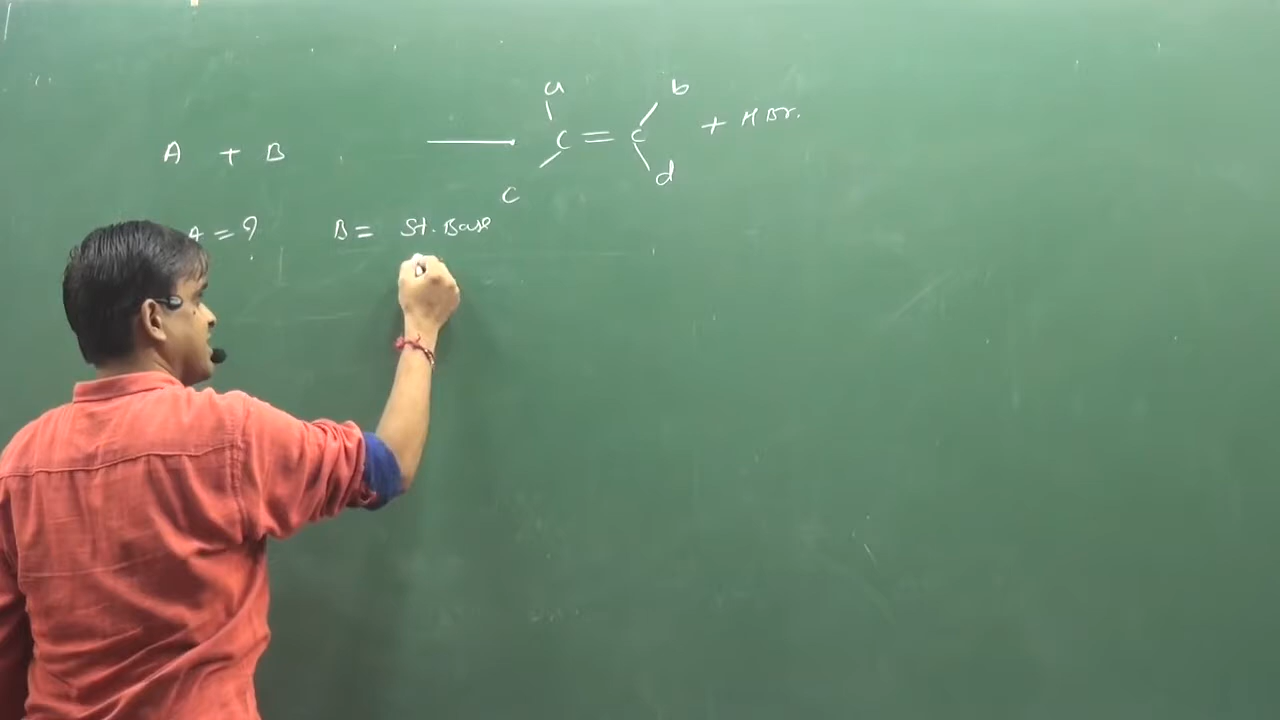 a b
A + B → C = C + HBr.
c d
A = ? B = St. Base